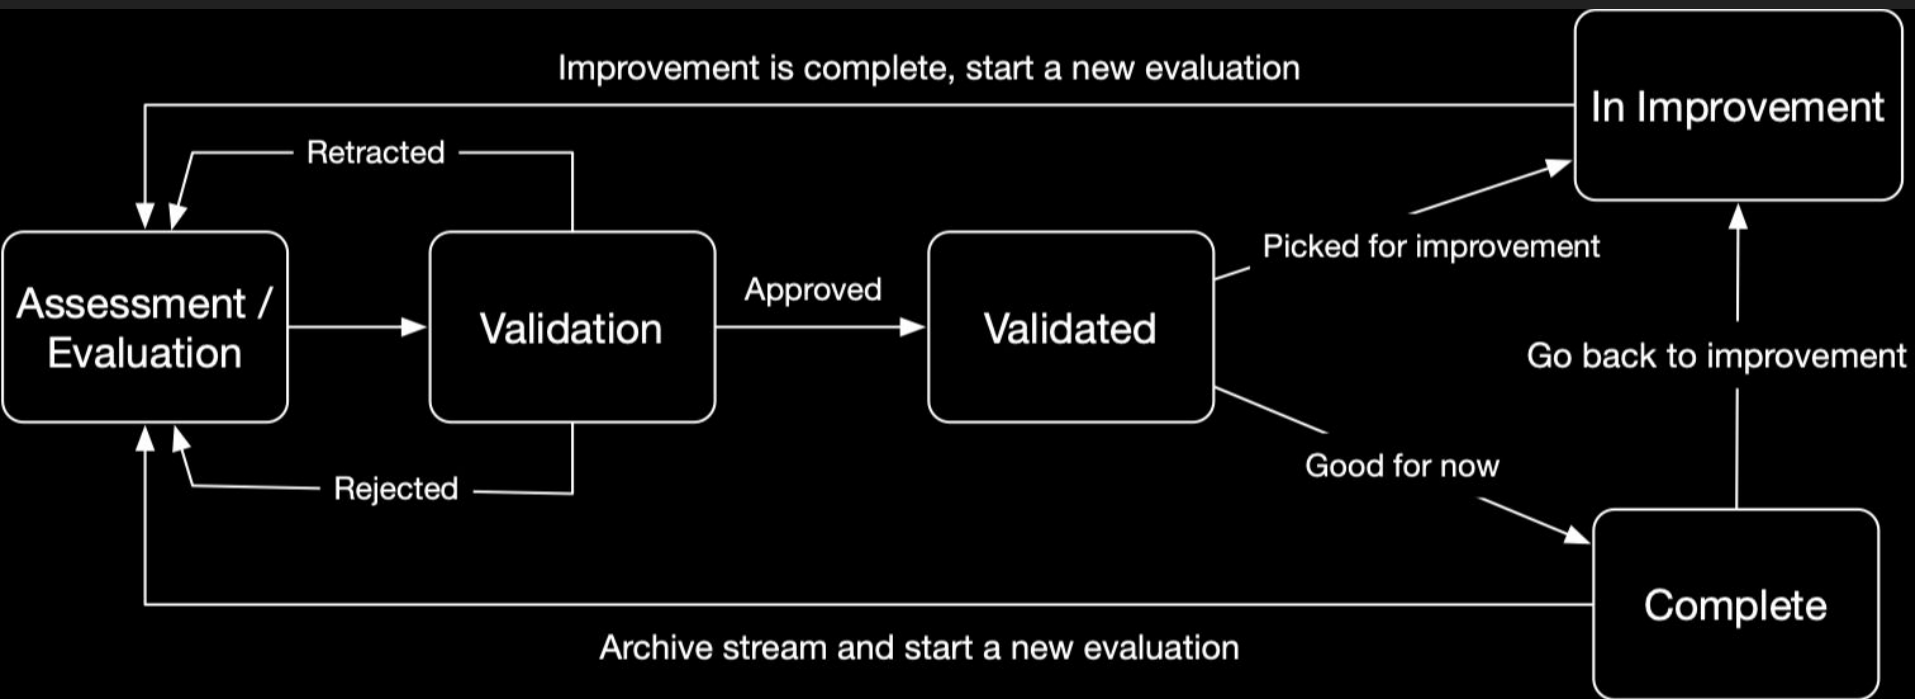 Improvement is complete, start a new evaluation
In Improvement
Retracted
Picked for improvement
Assessment /
Evaluation
Validation
Approved
Validated
Go back to improvement
Rejected
Good for now
Complete
Archive stream and start a new evaluation